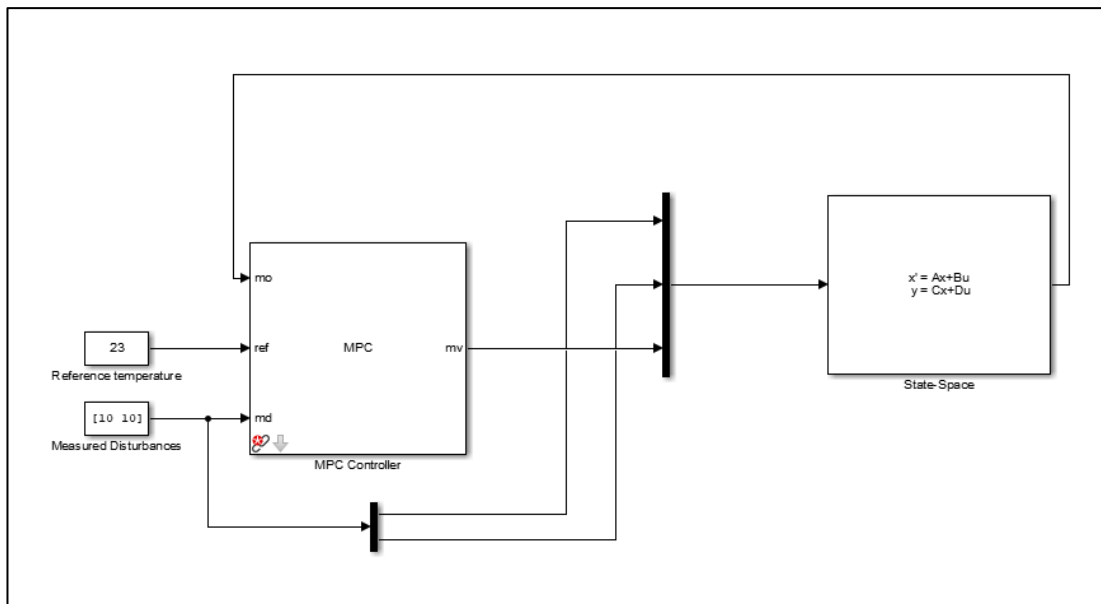 mo
ref
md
MPC
mv
MPC Controller
23
Reference temperature
[10 10]
Measured Disturbances
x' = Ax+Bu
y = Cx+Du
State-Space